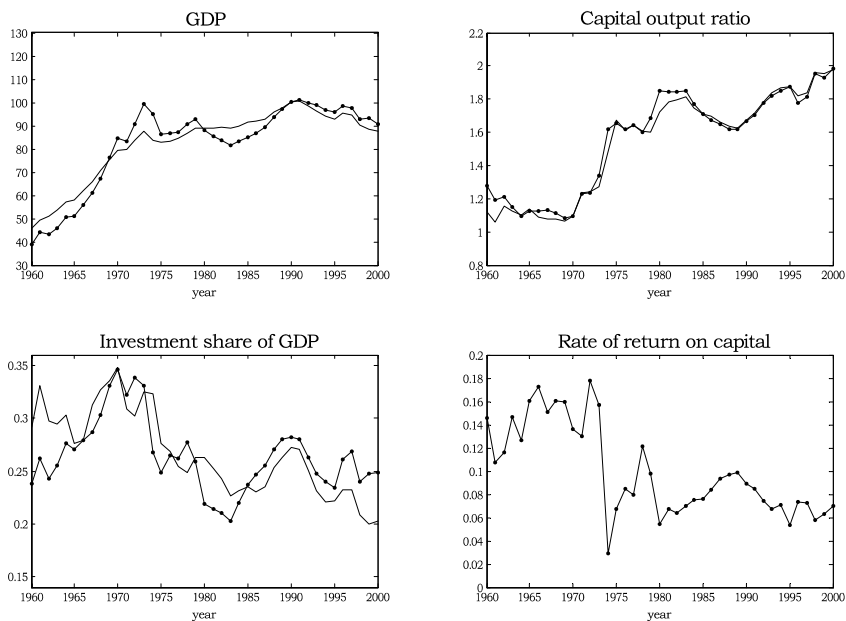 GDP
130
120
110
100
90
80
70
60
50
40
30
1960 1965 1970 1975 1980 1985 1990 1995 2000
year
Capital output ratio
2.2
2
1.8
1.6
1.4
1.2
1
0.8
1960 1965 1970 1975 1980 1985 1990 1995 2000
year
Investment share of GDP
0.35
0.3
0.25
0.2
0.15
1960 1965 1970 1975 1980 1985 1990 1995 2000
year
Rate of return on capital
0.2
0.18
0.16
0.14
0.12
0.1
0.08
0.06
0.04
0.02
0
1960 1965 1970 1975 1980 1985 1990 1995 2000
year